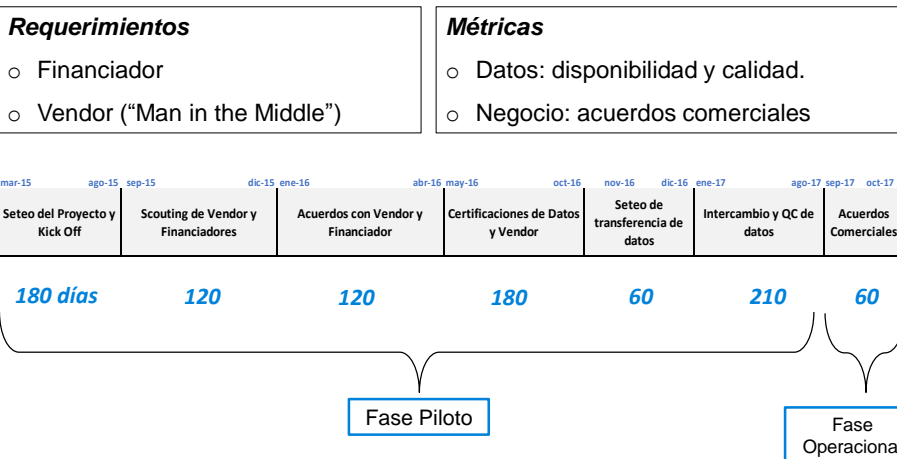 Requerimientos
o Financiador
o Vendor (“Man in the Middle”)
Métricas
o Datos: disponibilidad y calidad.
o Negocio: acuerdos comerciales
mar-15 ago-15 sep-15 dic-15 ene-16 abr-16 may-16 oct-16 nov-16 dic-16 ene-17 ago-17 sep-17 oct-17
Seteo del Proyecto y
Kick Off
Scouting de Vendor y
Financiadores
Acuerdos con Vendor y
Financiador
Certificaciones de Datos
y Vendor
Seteo de
transferencia de
datos
Intercambio y QC de
datos
Acuerdos
Comerciales
180 días 120 120 180 60 210 60
Fase Piloto
Fase
Operaciona